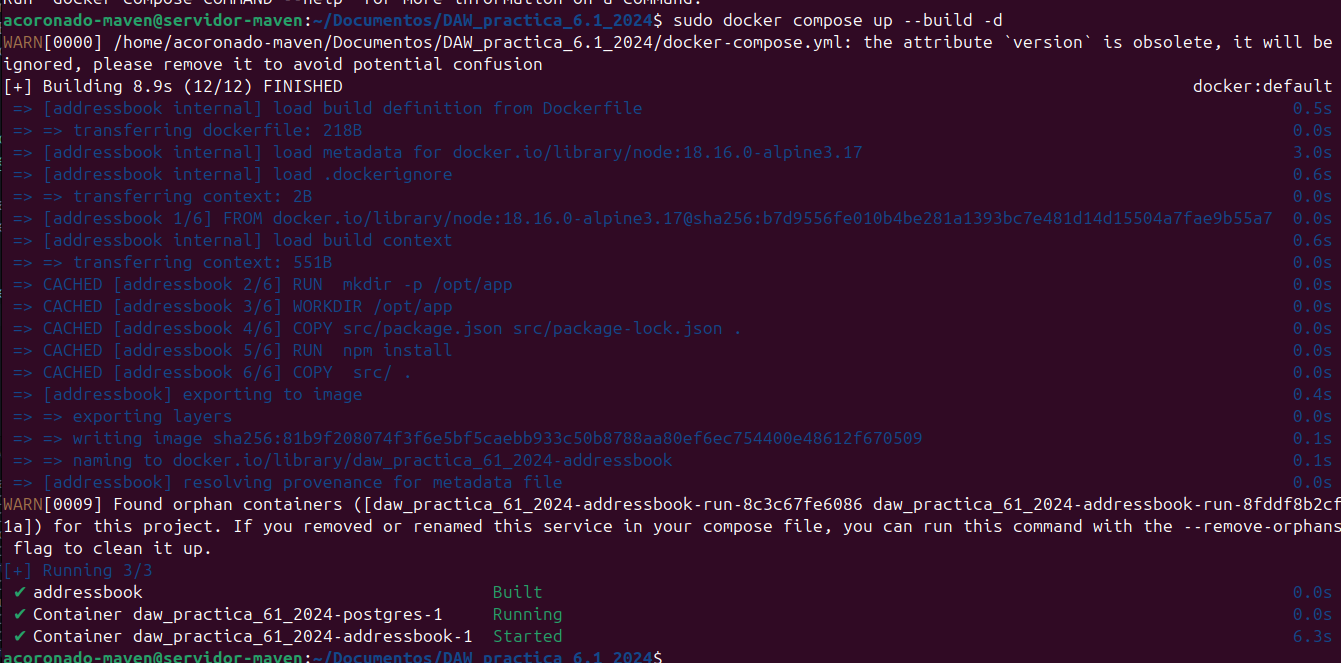 Run 'docker compose COMMAND --help' for more information on a command.
acoronado-maven@servidor-maven:~/Documentos/DAW_practica_6.1_2024$ sudo docker compose up --build -d
WARN[0000] /home/acoronado-maven/Documentos/DAW_practica_6.1_2024/docker-compose.yml: the attribute `version` is obsolete, it will be
ignored, please remove it to avoid potential confusion
[+] Building 8.9s (12/12) FINISHED docker:default
=> [addressbook internal] load build definition from Dockerfile 0.5s
=> => transferring dockerfile: 218B 0.0s
=> [addressbook internal] load metadata for docker.io/library/node:18.16.0-alpine3.17 3.0s
=> [addressbook internal] load .dockerignore 0.6s
=> => transferring context: 2B 0.0s
=> [addressbook 1/6] FROM docker.io/library/node:18.16.0-alpine3.17@sha256:b7d9556fe010b4be281a1393bc7e481d14d15504a7fae9b55a7 0.0s
=> [addressbook internal] load build context 0.6s
=> => transferring context: 551B 0.0s
=> CACHED [addressbook 2/6] RUN mkdir -p /opt/app 0.0s
=> CACHED [addressbook 3/6] WORKDIR /opt/app 0.0s
=> CACHED [addressbook 4/6] COPY src/package.json src/package-lock.json . 0.0s
=> CACHED [addressbook 5/6] RUN npm install 0.0s
=> CACHED [addressbook 6/6] COPY src/ . 0.0s
=> [addressbook] exporting to image 0.4s
=> => exporting layers 0.0s
=> => writing image sha256:81b9f208074f3f6e5bf5caebb933c50b8788aa80ef6ec754400e48612f670509 0.1s
=> => naming to docker.io/library/daw_practica_61_2024-addressbook 0.1s
=> [addressbook] resolving provenance for metadata file 0.0s
WARN[0009] Found orphan containers ([daw_practica_61_2024-addressbook-run-8c3c67fe6086 daw_practica_61_2024-addressbook-run-8fddf8b2cf
1a]) for this project. If you removed or renamed this service in your compose file, you can run this command with the --remove-orphans
flag to clean it up.
[+] Running 3/3
✔ addressbook Built 0.0s
✔ Container daw_practica_61_2024-postgres-1 Running 0.0s
✔ Container daw_practica_61_2024-addressbook-1 Started 6.3s
acoronado-maven@servidor-maven:~/Documentos/DAW_practica_6.1_2024$